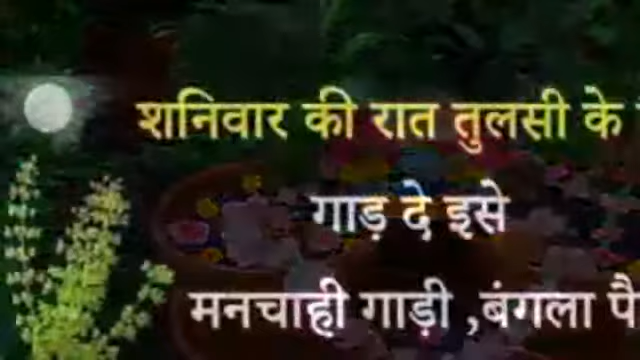 शनिवार की रात तुलसी के
गाड़ दे इसे
मनचाही गाड़ी ,बंगला पै